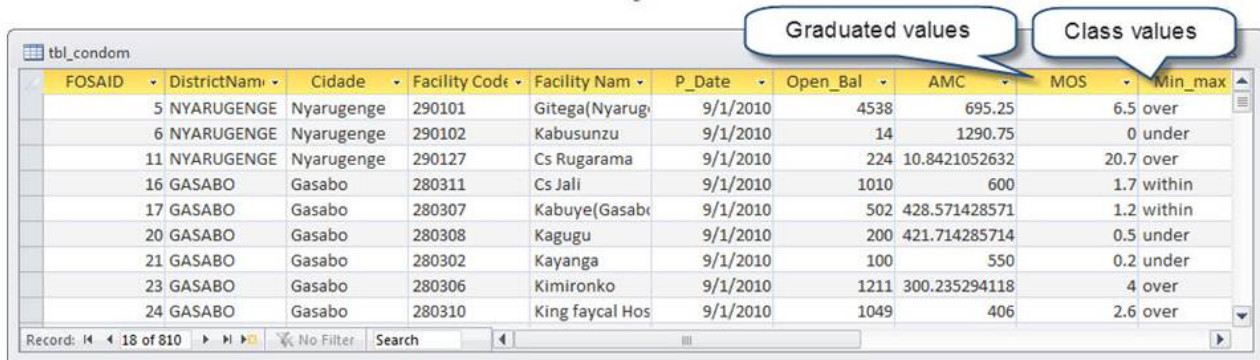 Graduated values Class values
tbl_condom
FOSAID DistrictNam Cidade Facility Code Facility Nam P_Date Open_Bal AMC MOS Min_max
5 NYARUGENGE Nyarugenge 290101 Gitega(Nyarug 9/1/2010 4538 695.25 6.5 over
6 NYARUGENGE Nyarugenge 290102 Kabusunzu 9/1/2010 14 1290.75 0 under
11 NYARUGENGE Nyarugenge 290127 Cs Rugarama 9/1/2010 224 10.8421052632 20.7 over
16 GASABO Gasabo 280311 Cs Jali 9/1/2010 1010 600 1.7 within
17 GASABO Gasabo 280307 Kabuye(Gasab 9/1/2010 502 428.571428571 1.2 within
20 GASABO Gasabo 280308 Kagugu 9/1/2010 200 421.714285714 0.5 under
21 GASABO Gasabo 280302 Kayanga 9/1/2010 100 550 0.2 under
23 GASABO Gasabo 280306 Kimironko 9/1/2010 1211 300.235294118 4 over
24 GASABO Gasabo 280310 King faycal Hos 9/1/2010 1049 406 2.6 over
Record: 18 of 810 No Filter Search